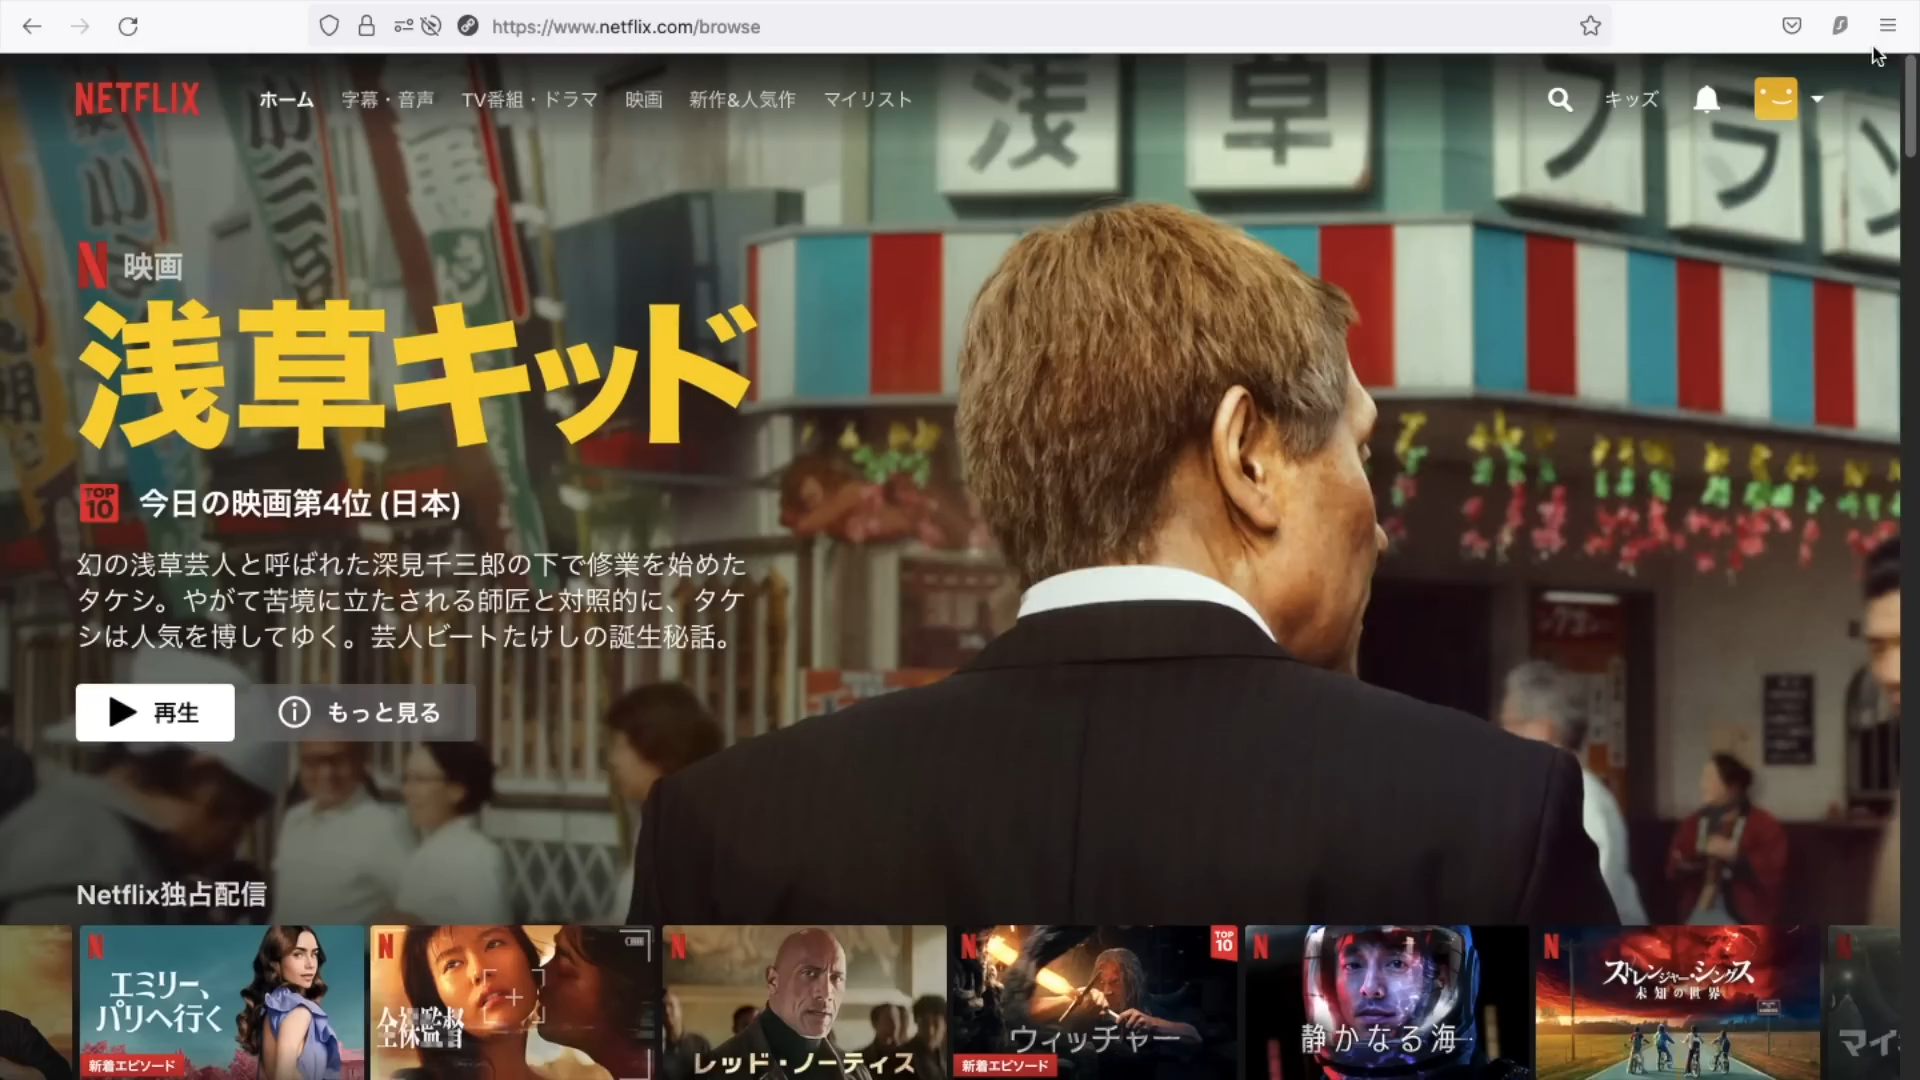 https://www.netflix.com/browse
NETFLIX
ホーム
字幕・音声
TV番組・ドラマ
映画
新作&人気作
マイリスト
キッズ
浅
草
フ
ラ
N 映画
浅草キッド
TOP
10
今日の映画第4位 (日本)
幻の浅草芸人と呼ばれた深見千三郎の下で修業を始めた
タケシ。やがて苦境に立たされる師匠と対照的に、タケ
シは人気を博してゆく。芸人ビートたけしの誕生秘話。
再生
もっと見る
Netflix独占配信
N
エミリー、
パリへ行く
新着エピソード
N
全裸監督
N
レッド・ノーティス
N
TOP
10
ウィッチャー
新着エピソード
N
静かなる海
N
ストレンジャー・シングス
未知の世界
N
マイ